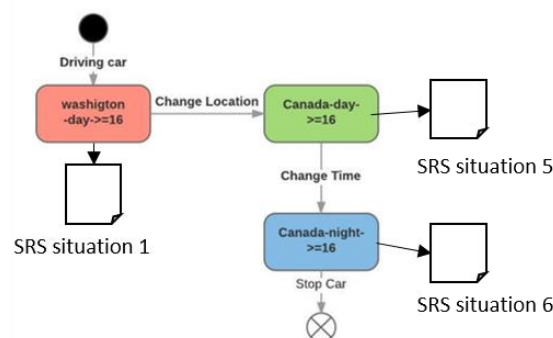 Driving car
washigton
-day->=16
Change Location
Canada-day-
>=16
SRS situation 5
Change Time
SRS situation 1
Canada-night-
>=16
Stop Car
SRS situation 6